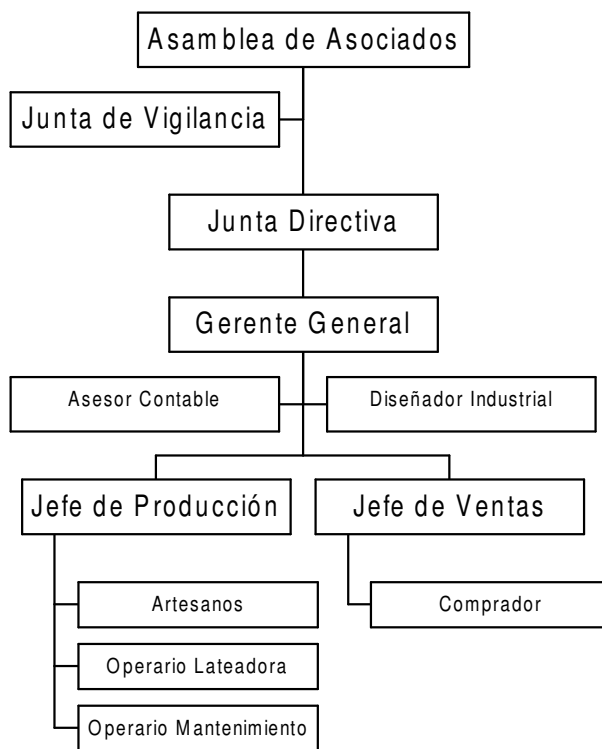 Asamblea de Asociados
Junta de Vigilancia
Junta Directiva
Gerente General
Asesor Contable
Diseñador Industrial
Jefe de Producción
Jefe de Ventas
Artesanos
Comprador
Operario Lateadora
Operario Mantenimiento